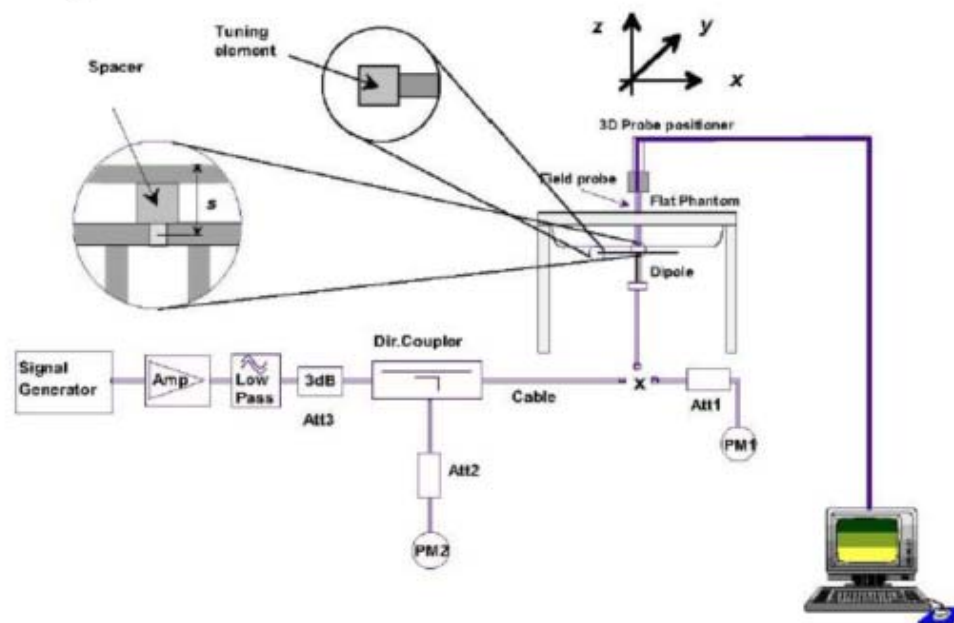 Tuning
element
Spacer
z
y
x
3D Probe positioner
Field probe
Flat Phantom
s
Dipole
Dir.Coupler
Signal
Generator
Amp
Low
Pass
3dB
Att3
Cable
x
Att1
PM1
Att2
PM2